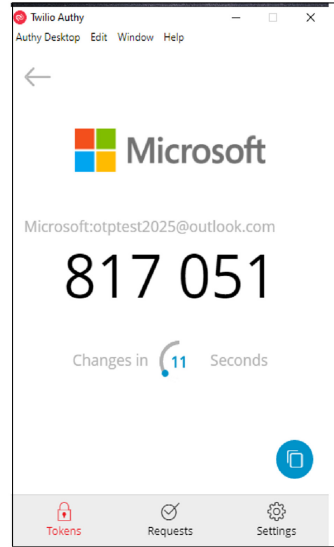 Twilio Authy
Authy Desktop Edit Window Help
Microsoft
Microsoft:otptest2025@outlook.com
817 051
Changes in 11 Seconds
Tokens Requests Settings